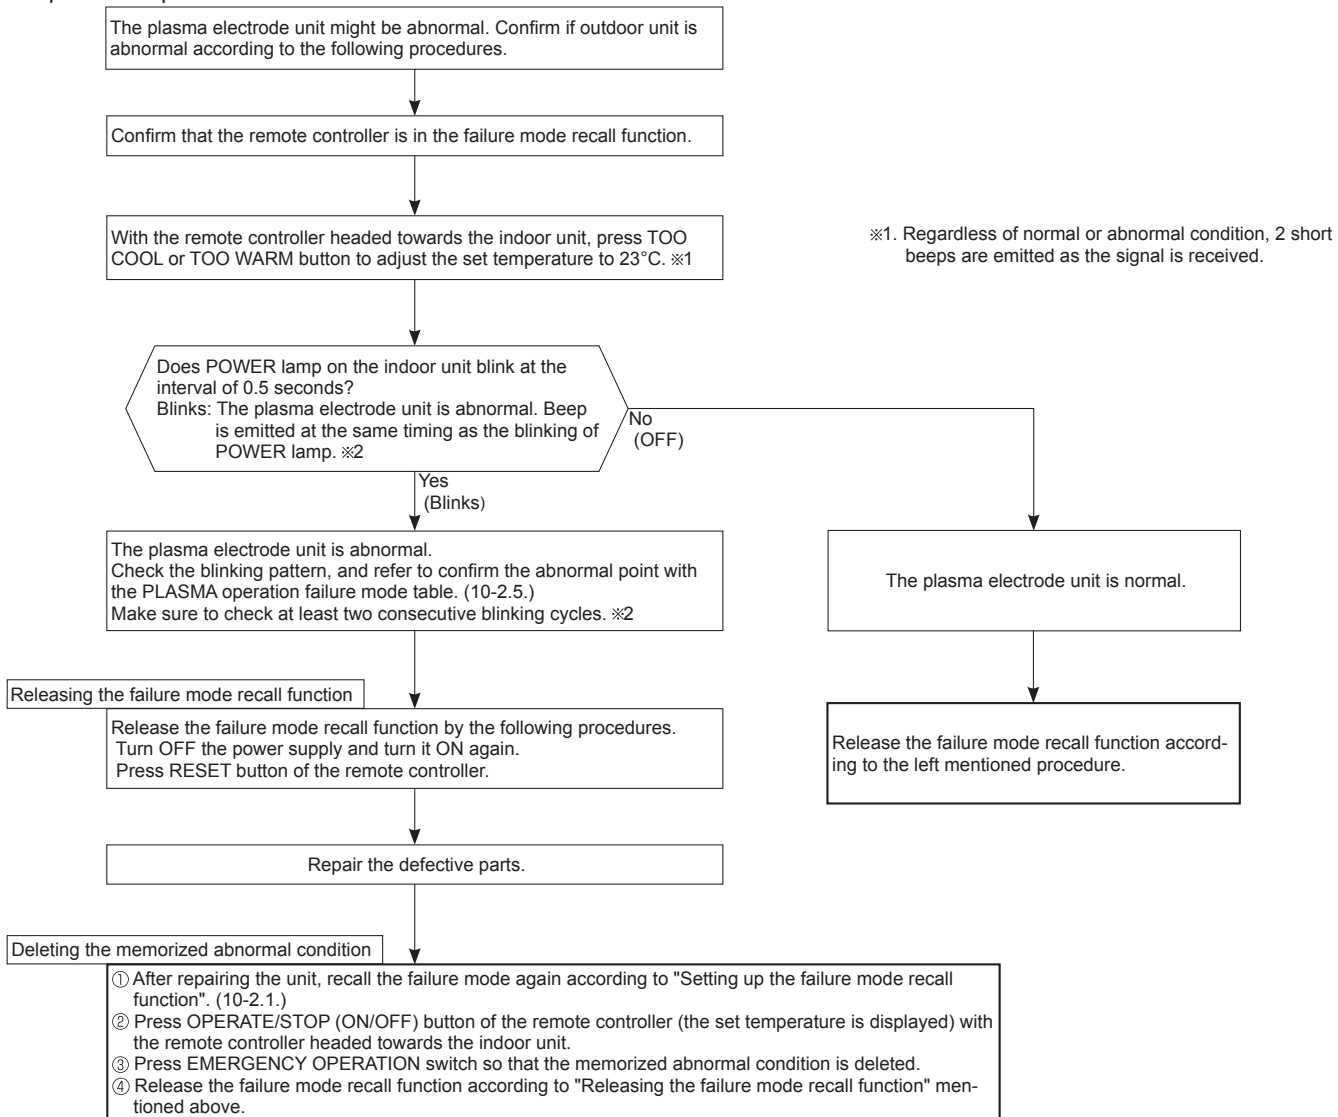 The plasma electrode unit might be abnormal. Confirm if outdoor unit is
abnormal according to the following procedures.
Confirm that the remote controller is in the failure mode recall function.
With the remote controller headed towards the indoor unit, press TOO
COOL or TOO WARM button to adjust the set temperature to 23°C. ※1
※1. Regardless of normal or abnormal condition, 2 short
beeps are emitted as the signal is received.
Does POWER lamp on the indoor unit blink at the
interval of 0.5 seconds?
Blinks: The plasma electrode unit is abnormal. Beep
is emitted at the same timing as the blinking of
POWER lamp. ※2
No
(OFF)
Yes
(Blinks)
The plasma electrode unit is abnormal.
Check the blinking pattern, and refer to confirm the abnormal point with
the PLASMA operation failure mode table. (10-2.5.)
Make sure to check at least two consecutive blinking cycles. ※2
The plasma electrode unit is normal.
Releasing the failure mode recall function
Release the failure mode recall function by the following procedures.
Turn OFF the power supply and turn it ON again.
Press RESET button of the remote controller.
Release the failure mode recall function accord-
ing to the left mentioned procedure.
Repair the defective parts.
Deleting the memorized abnormal condition
① After repairing the unit, recall the failure mode again according to "Setting up the failure mode recall
function". (10-2.1.)
② Press OPERATE/STOP (ON/OFF) button of the remote controller (the set temperature is displayed) with
the remote controller headed towards the indoor unit.
③ Press EMERGENCY OPERATION switch so that the memorized abnormal condition is deleted.
④ Release the failure mode recall function according to "Releasing the failure mode recall function" men-
tioned above.